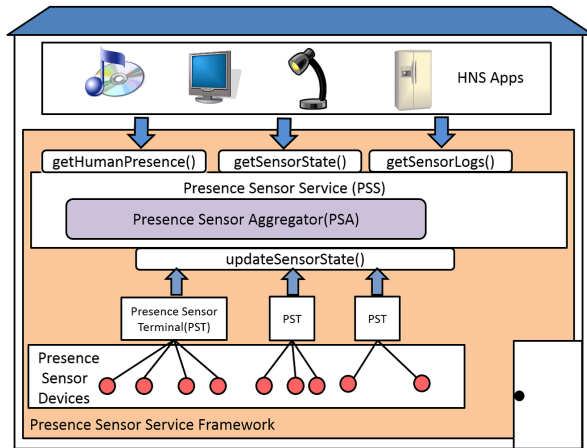 HNS Apps
getHumanPresence()
getSensorState()
getSensorLogs()
Presence Sensor Service (PSS)
Presence Sensor Aggregator(PSA)
updateSensorState()
Presence Sensor
Terminal(PST)
PST
PST
Presence
Sensor
Devices
Presence Sensor Service Framework